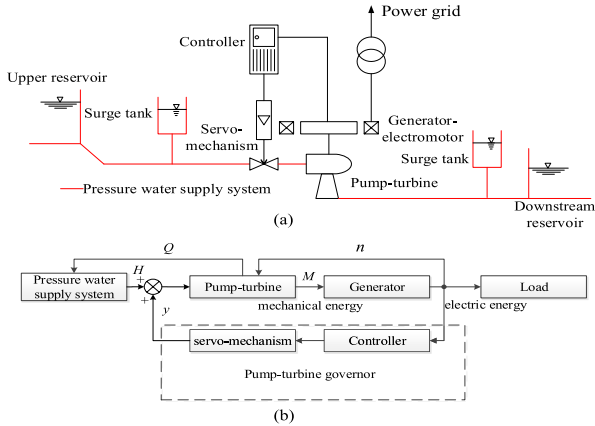 Power grid
Controller
Upper reservoir
Surge tank
Servo-
mechanism
Generator-
electromotor
Surge tank
Pump-turbine
Pressure water supply system
Downstream
reservoir
(a)
Q
n
Pressure water
supply system
H
+
+
y
Pump-turbine
M
mechanical energy
Generator
electric energy
Load
servo-mechanism
Controller
Pump-turbine governor
(b)